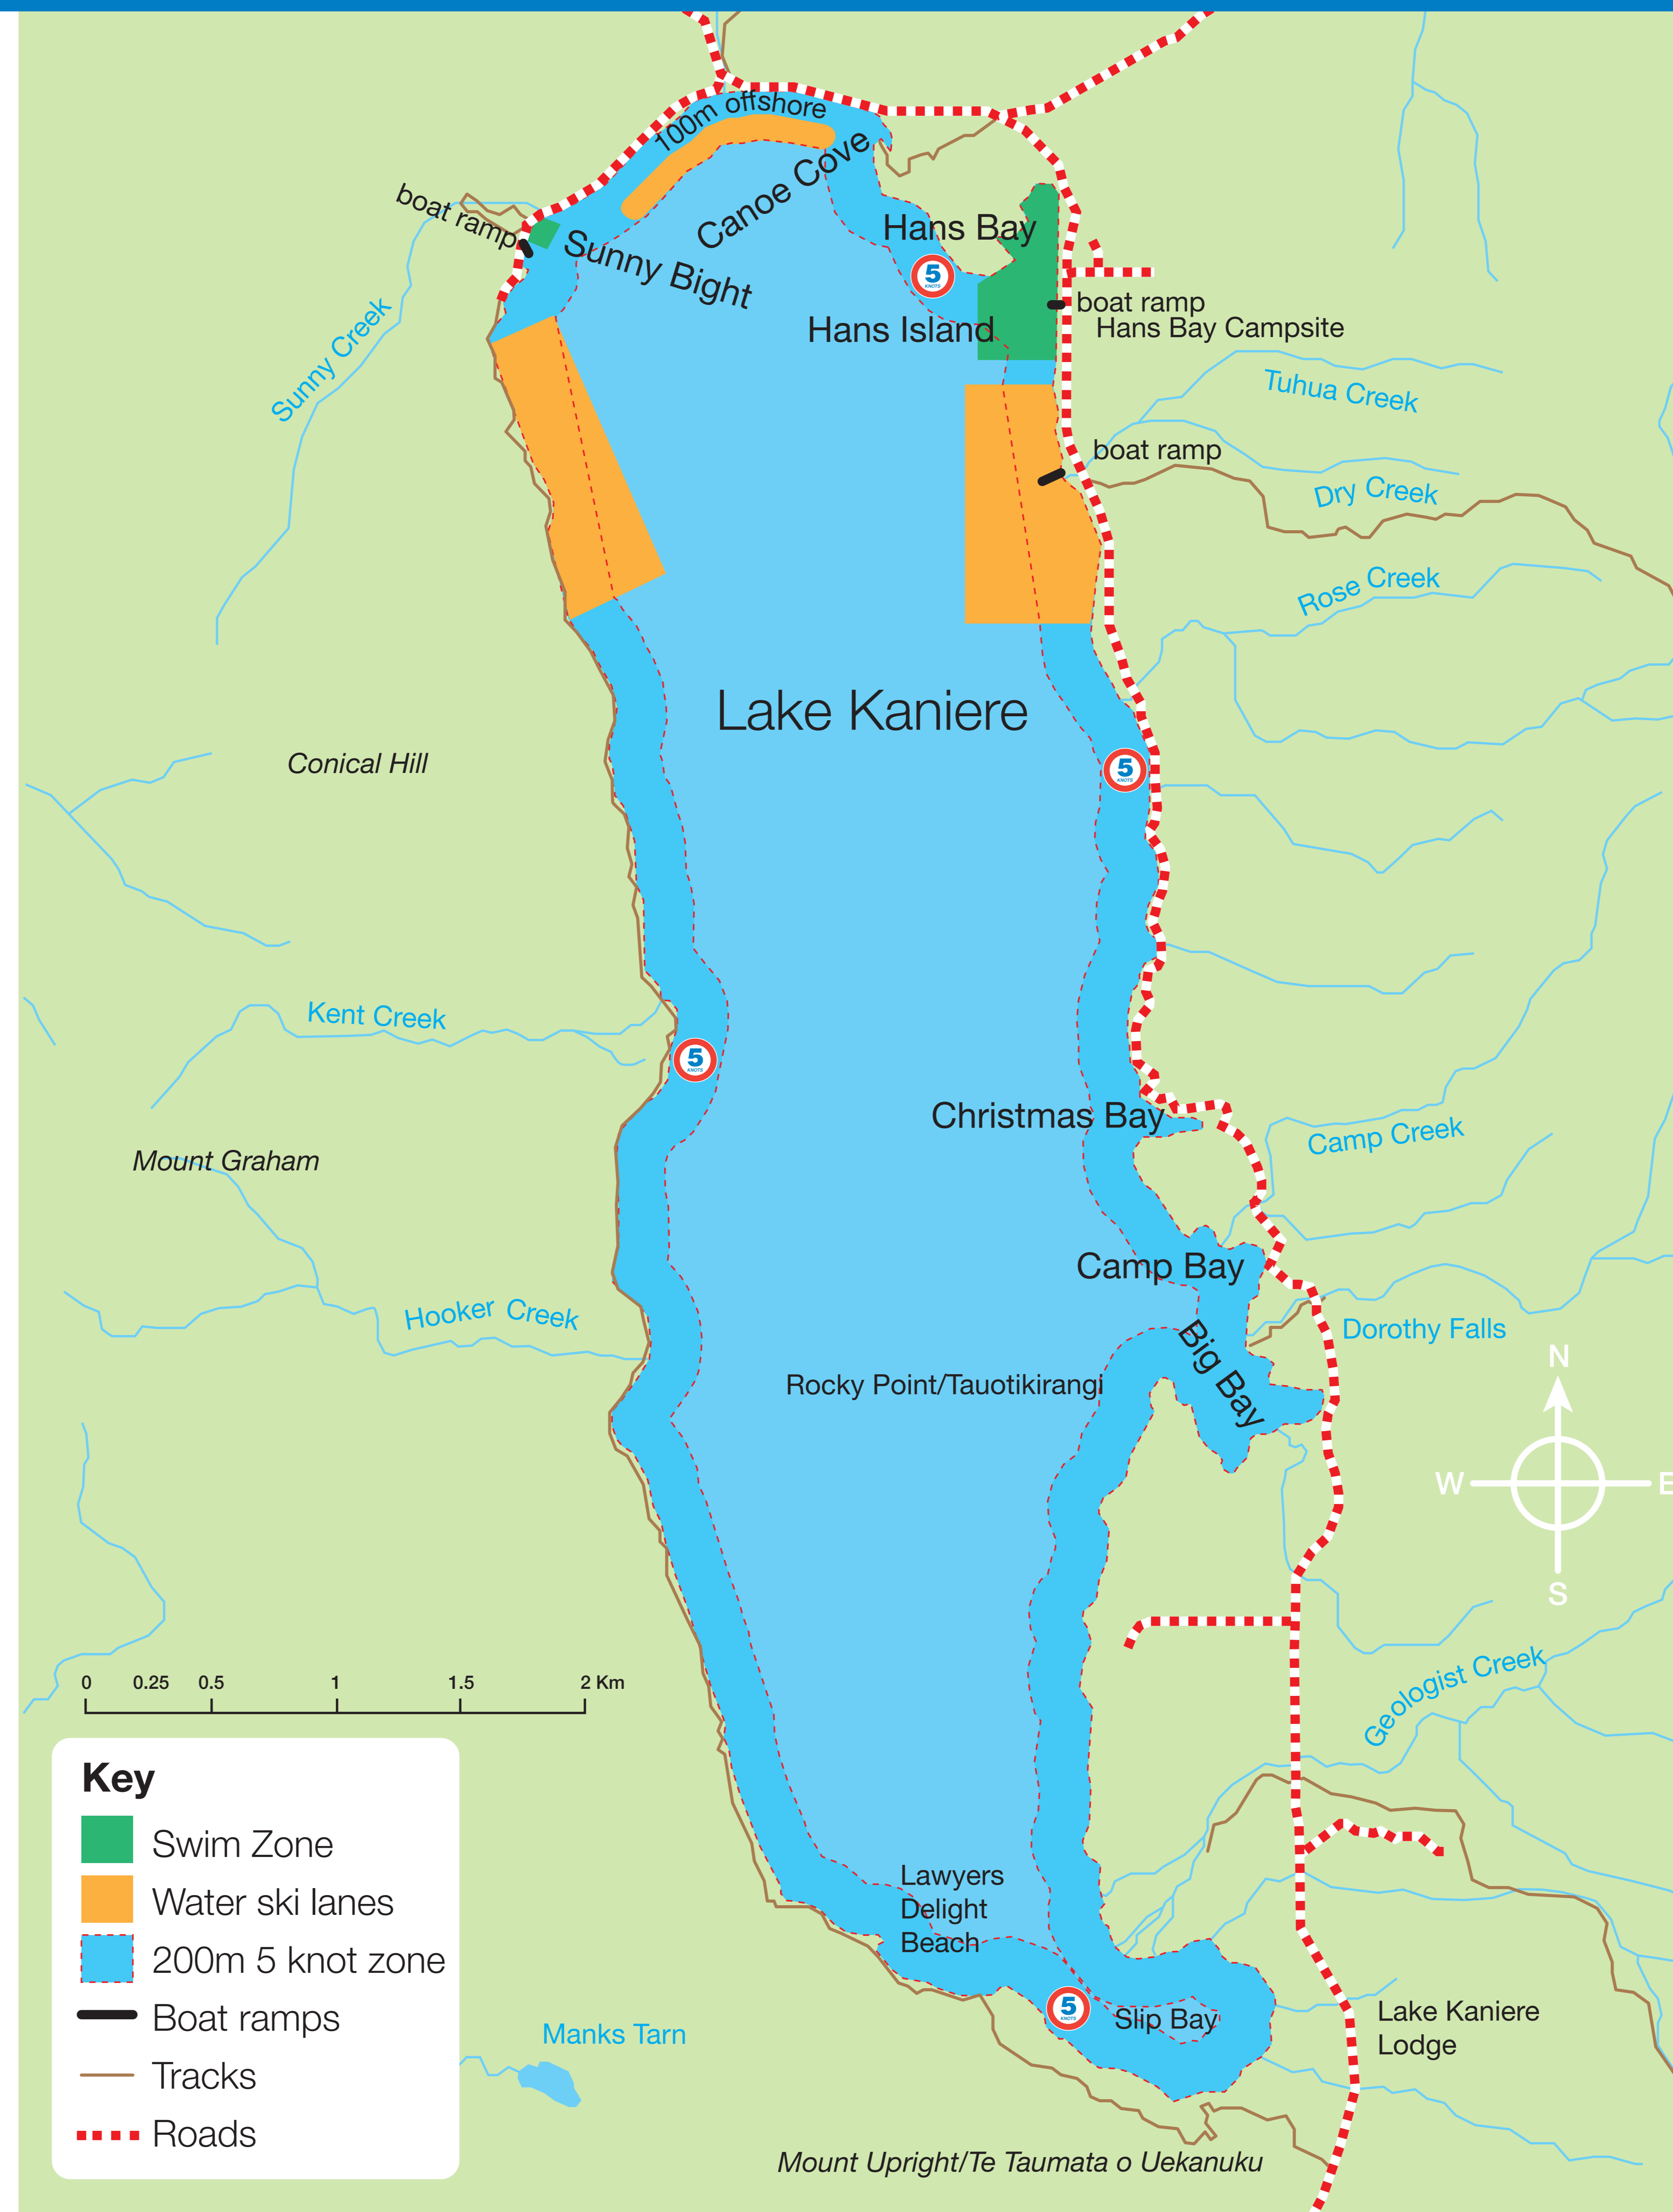 100m offshore
boat ramp
Canoe Cove
Hans Bay
Sunny Bight
5
KNOTS
boat ramp
Hans Island
Hans Bay Campsite
Sunny Creek
Tuhua Creek
boat ramp
Dry Creek
Rose Creek
Lake Kaniere
Conical Hill
5
KNOTS
Kent Creek
5
KNOTS
Christmas Bay
Camp Creek
Mount Graham
Camp Bay
Hooker Creek
Dorothy Falls
Big Bay
Rocky Point/Tauotikirangi
N
W
E
S
Geologist Creek
0 0.25 0.5 1 1.5 2 Km
Key
Swim Zone
Water ski lanes
200m 5 knot zone
Boat ramps
Tracks
Roads
Lawyers
Delight
Beach
5
KNOTS
Slip Bay
Lake Kaniere
Lodge
Manks Tarn
Mount Upright/Te Taumata o Uekanuku